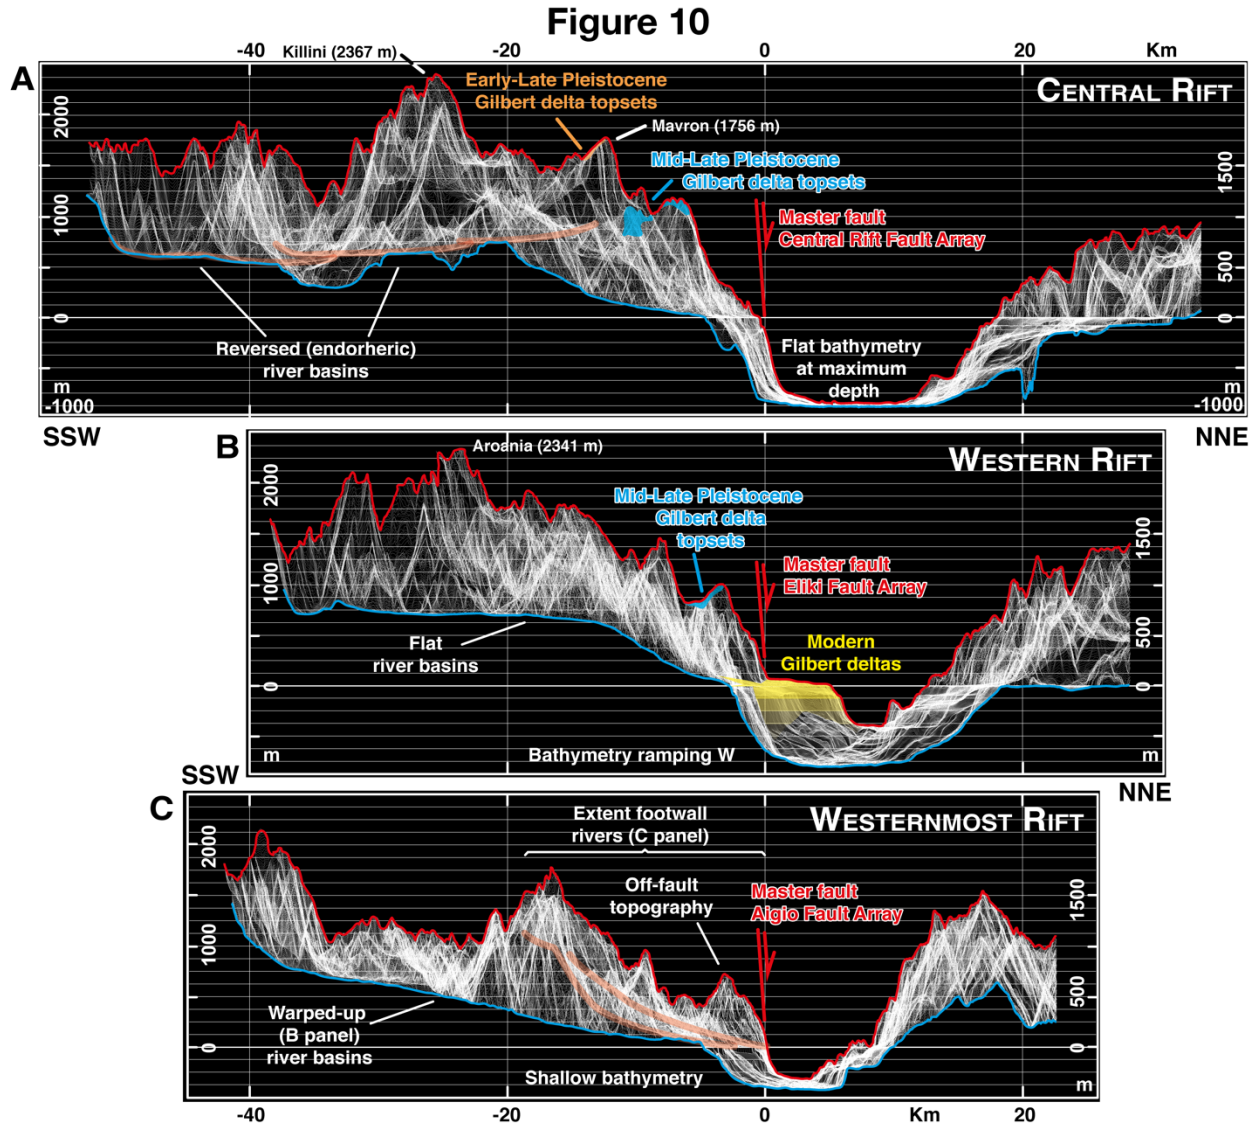 Figure 10
-40
-20
0
20
Km
A
Killini (2367 m)
CENTRAL RIFT
Early-Late Pleistocene
Gilbert delta topsets
Mavron (1756 m)
Mid-Late Pleistocene
Gilbert delta topsets
Master fault
Central Rift Fault Array
2000
1000
0
m
-1000
1500
500
0
m
-1000
Reversed (endorheric)
river basins
Flat bathymetry
at maximum
depth
SSW
NNE
B
Aroania (2341 m)
WESTERN RIFT
Mid-Late Pleistocene
Gilbert delta
topsets
Master fault
Eliki Fault Array
2000
1000
0
m
1500
500
0
m
Flat
river basins
Modern
Gilbert deltas
Bathymetry ramping W
SSW
NNE
C
Extent footwall
rivers (C panel)
WESTERNMOST RIFT
Off-fault
topography
Master fault
Aigio Fault Array
2000
1000
0
1500
500
0
m
Warped-up
(B panel)
river basins
Shallow bathymetry
-40
-20
0
Km
20